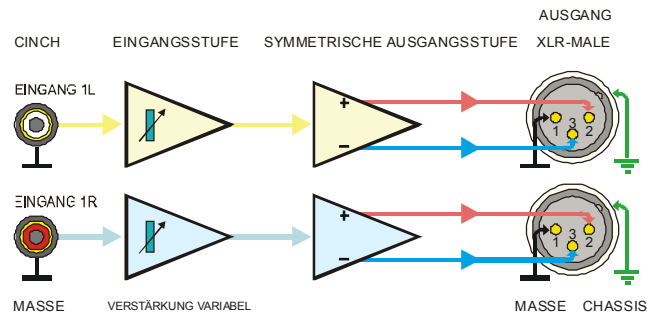 AUSGANG
CINCH EINGANGSSTUFE SYMMETRISCHE AUSGANGSSTUFE XLR-MALE
EINGANG 1L
+
−
1 3 2
EINGANG 1R
+
−
1 3 2
MASSE VERSTÄRKUNG VARIABEL MASSE CHASSIS